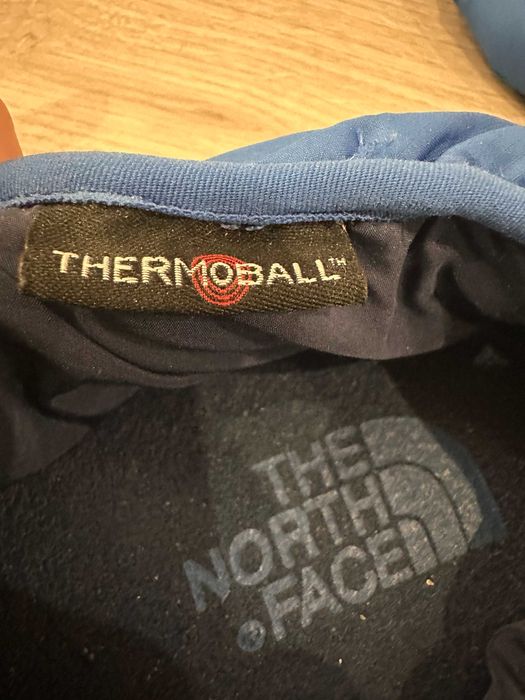 THERMOBALL™
THE
NORTH
FACE
®